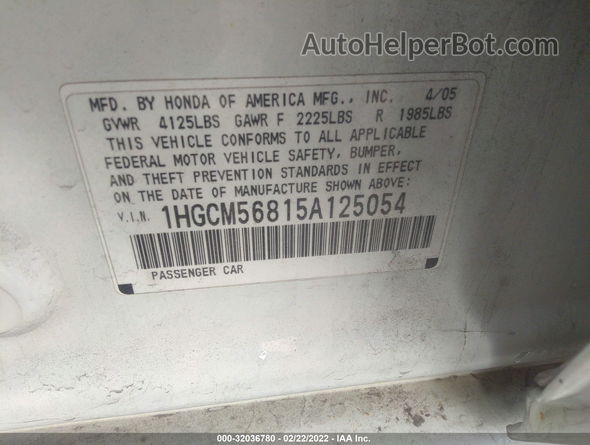 AutoHelperBot.com
MFD. BY HONDA OF AMERICA MFG., INC. 4/05
GVWR 4125LBS GAWR F 2225LBS R 1985LBS
THIS VEHICLE CONFORMS TO ALL APPLICABLE
FEDERAL MOTOR VEHICLE SAFETY, BUMPER,
AND THEFT PREVENTION STANDARDS IN EFFECT
ON THE DATE OF MANUFACTURE SHOWN ABOVE:
V.I.N. 1HGCM56815A125054
PASSENGER CAR
000-32036780 - 02/22/2022 - IAA Inc.